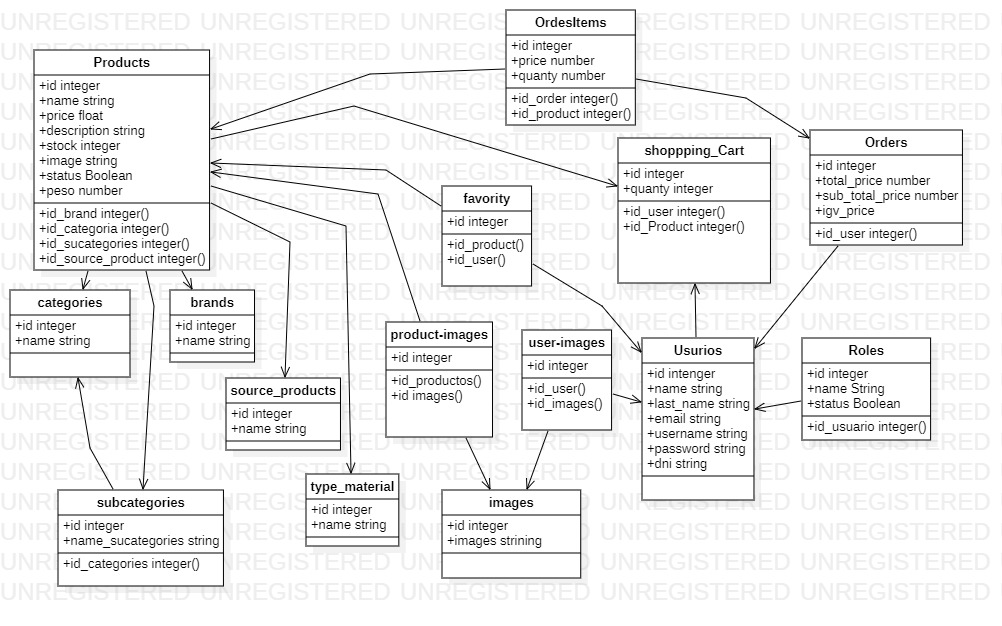 OrdesItems
+id integer
+price number
+quanty number
+id_order integer()
+id_product integer()
Products
+id integer
+name string
+price float
+description string
+stock integer
+image string
+status Boolean
+peso number
+id_brand integer()
+id_categoria integer()
+id_sucategories integer()
+id_source_product integer()
shoppping_Cart
+id integer
+quanty integer
+id_user integer()
+id_Product integer()
Orders
+id integer
+total_price number
+sub_total_price number
+igv_price
+id_user integer()
favority
+id integer
+id_product()
+id_user()
categories
+id integer
+name string
brands
+id integer
+name string
product-images
+id integer
+id_productos()
+id images()
user-images
+id integer
+id_user()
+id_images()
Usurios
+id intenger
+name string
+last_name string
+email string
+username string
+password string
+dni string
Roles
+id integer
+name String
+status Boolean
+id_usuario integer()
source_products
+id integer
+name string
type_material
+id integer
+name string
subcategories
+id integer
+name_sucategories string
+id_categories integer()
images
+id integer
+images strining
UNREGISTERED UNREGISTERED UNREGISTERED UNREGISTERED UNREGISTERED